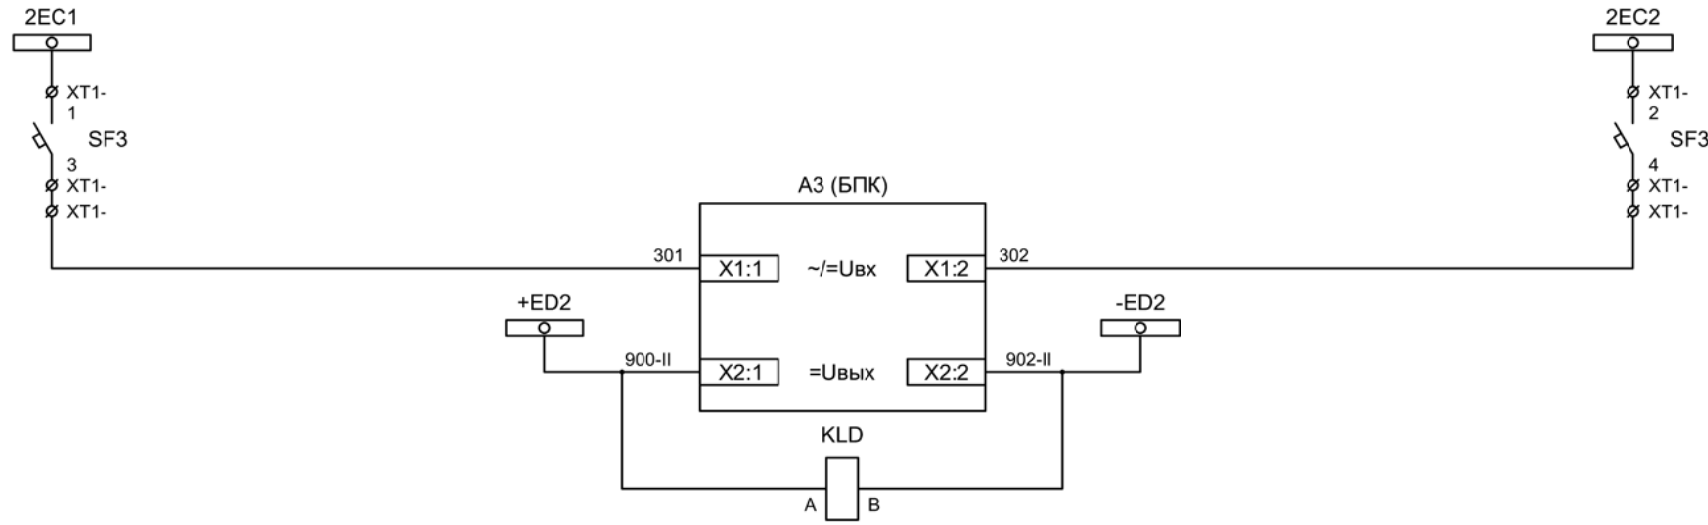 2EC1
2EC2
XT1-
XT1-
1
2
SF3
SF3
3
4
XT1-
XT1-
A3 (БПК)
XT1-
XT1-
301
302
X1:1
~/=Uвх
X1:2
+ED2
-ED2
900-II
902-II
X2:1
=Uвых
X2:2
KLD
A
B